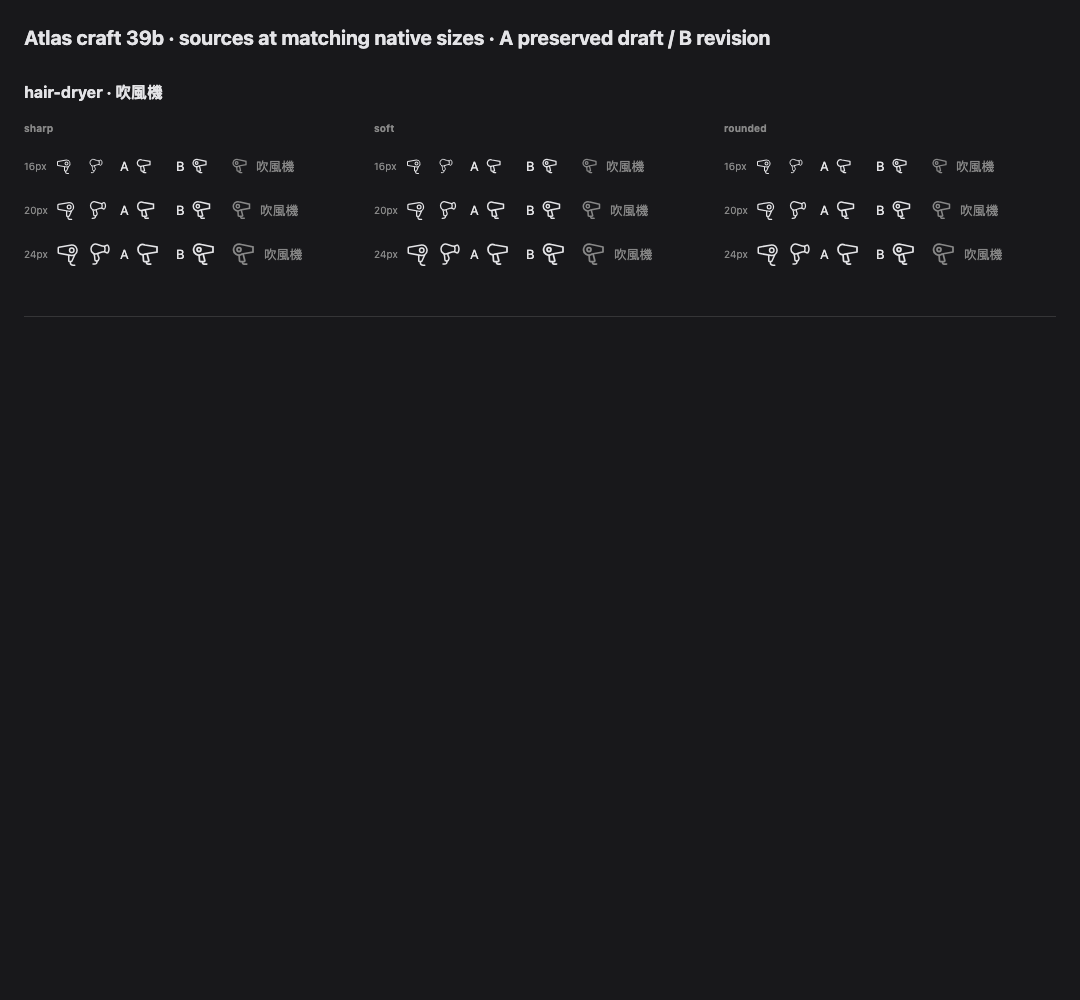 Atlas craft 39b · sources at matching native sizes · A preserved draft / B revision
hair-dryer · 吹風機
sharp soft rounded
16px A B 吹風機 16px A B 吹風機 16px A B 吹風機
20px A B 吹風機 20px A B 吹風機 20px A B 吹風機
24px A B 吹風機 24px A B 吹風機 24px A B 吹風機